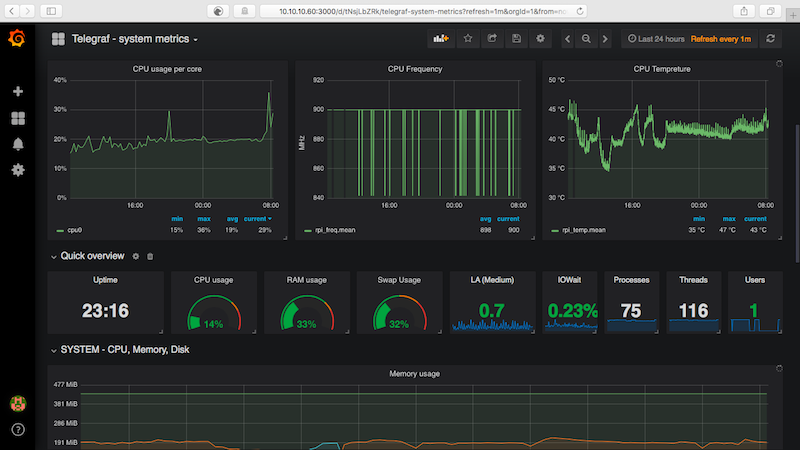 10.10.10.60:3000/d/tNsjLbZRk/telegraf-system-metrics?refresh=1m&orgId=1&from=no
Telegraf - system metrics
Last 24 hours Refresh every 1m
CPU usage per core
40%
30%
20%
10%
0%
16:00 00:00 08:00
min max avg current
cpu0 15% 36% 19% 29%
CPU Frequency
MHz
920
900
880
860
840
16:00 00:00 08:00
avg current
rpi_freq.mean 898 900
CPU Tempreture
50 °C
45 °C
40 °C
35 °C
30 °C
16:00 00:00 08:00
min max current
rpi_temp.mean 35 °C 47 °C 43 °C
Quick overview
Uptime
23:16
CPU usage
14%
RAM usage
33%
Swap Usage
32%
LA (Medium)
0.7
IOWait
0.23%
Processes
75
Threads
116
Users
1
SYSTEM - CPU, Memory, Disk
Memory usage
477 MiB
381 MiB
286 MiB
191 MiB